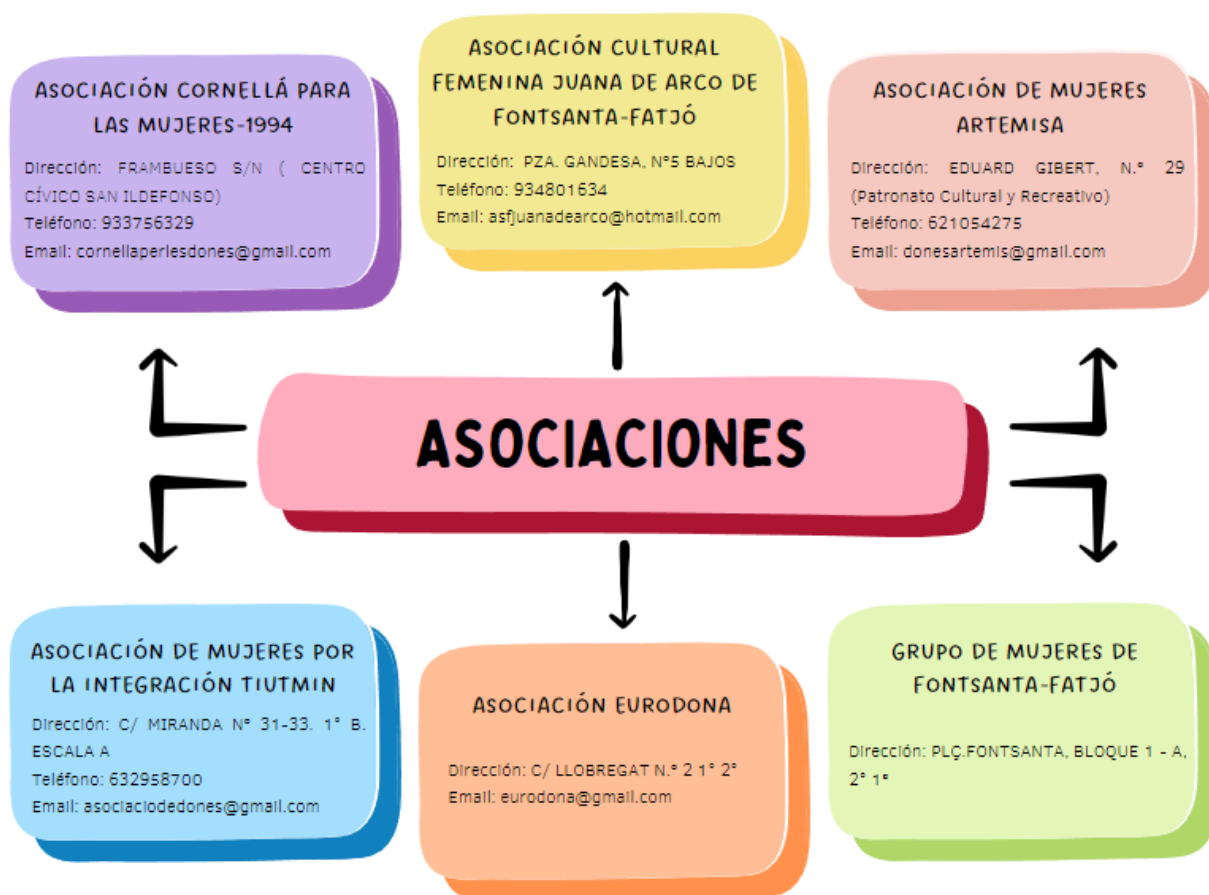 ASOCIACIÓN CORNELLÁ PARA
LAS MUJERES-1994
Dirección: FRAMBUESO S/N ( CENTRO
CÍVICO SAN ILDEFONSO)
Teléfono: 933756329
Email: cornellaperlesdones@gmail.com
ASOCIACIÓN CULTURAL
FEMENINA JUANA DE ARCO DE
FONTSANTA-FATJÓ
Dirección: PZA. GANDESA, Nº5 BAJOS
Teléfono: 934801634
Email: asfjuanadearco@hotmail.com
ASOCIACIÓN DE MUJERES
ARTEMISA
Dirección: EDUARD GIBERT, N.º 29
(Patronato Cultural y Recreativo)
Teléfono: 621054275
Email: donesartemis@gmail.com
ASOCIACIONES
ASOCIACIÓN DE MUJERES POR
LA INTEGRACIÓN TIUTMIN
Dirección: C/ MIRANDA Nº 31-33. 1° B.
ESCALA A
Teléfono: 632958700
Email: asociaciodedones@gmail.com
ASOCIACIÓN EURODONA
Dirección: C/ LLOBREGAT N.º 2 1° 2°
Email: eurodona@gmail.com
GRUPO DE MUJERES DE
FONTSANTA-FATJÓ
Dirección: PLÇ.FONTSANTA, BLOQUE 1 - A,
2° 1º